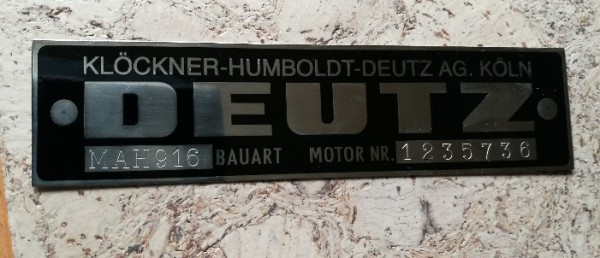 KLÖCKNER-HUMBOLDT-DEUTZ AG. KÖLN
DEUTZ
MAH916 BAUART MOTOR NR. 1235736